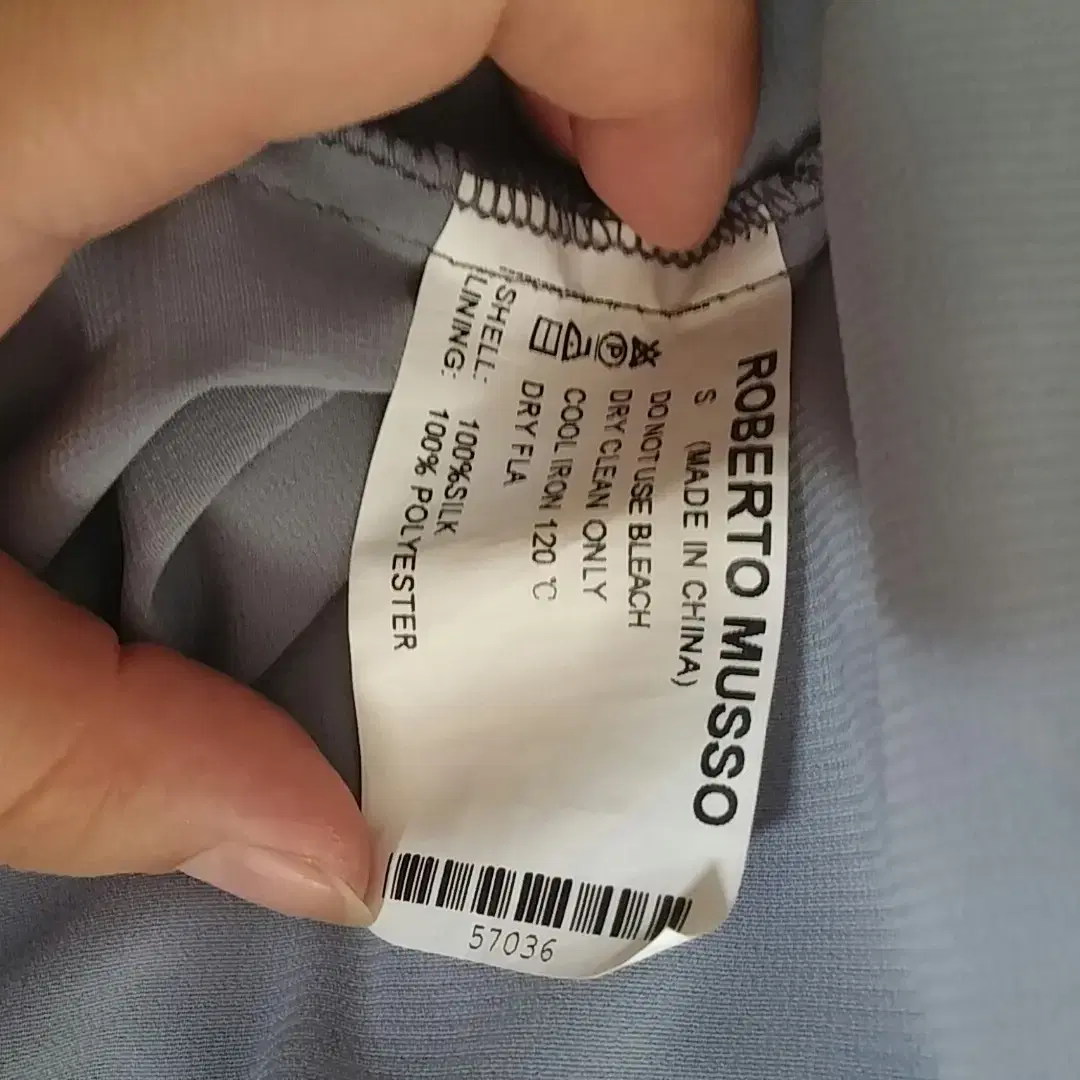 ROBERTO MUSSO
S (MADE IN CHINA)
DO NOT USE BLEACH
P DRY CLEAN ONLY
COOL IRON 120 ℃
DRY FLA
SHELL: 100%SILK
LINING: 100% POLYESTER
57036